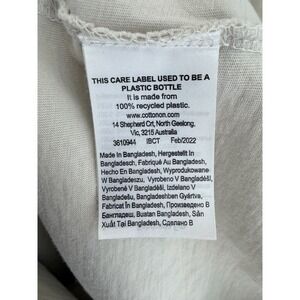 THIS CARE LABEL USED TO BE A
PLASTIC BOTTLE
It is made from
100% recycled plastic.
www.cottonon.com
14 Shepherd Crt, North Geelong,
Vic, 3215 Australia
3610944 IBCT Feb/2022
Made In Bangladesh, Hergestellt In
Bangladesch, Fabriqué Au Bangladesh,
Hecho En Bangladesh, Wyprodukowane
W Bangladeszu, Vyrobeno V Bangladéši,
Vyrobené V Bangladéši, Izdelano V
Bangladešu, Bangladeshben Gyártva,
Fabricat În Bangladesh, Произведено В
Бангладеш, Buatan Bangladesh, Sản
Xuất Tại Bangladesh, Сделано В